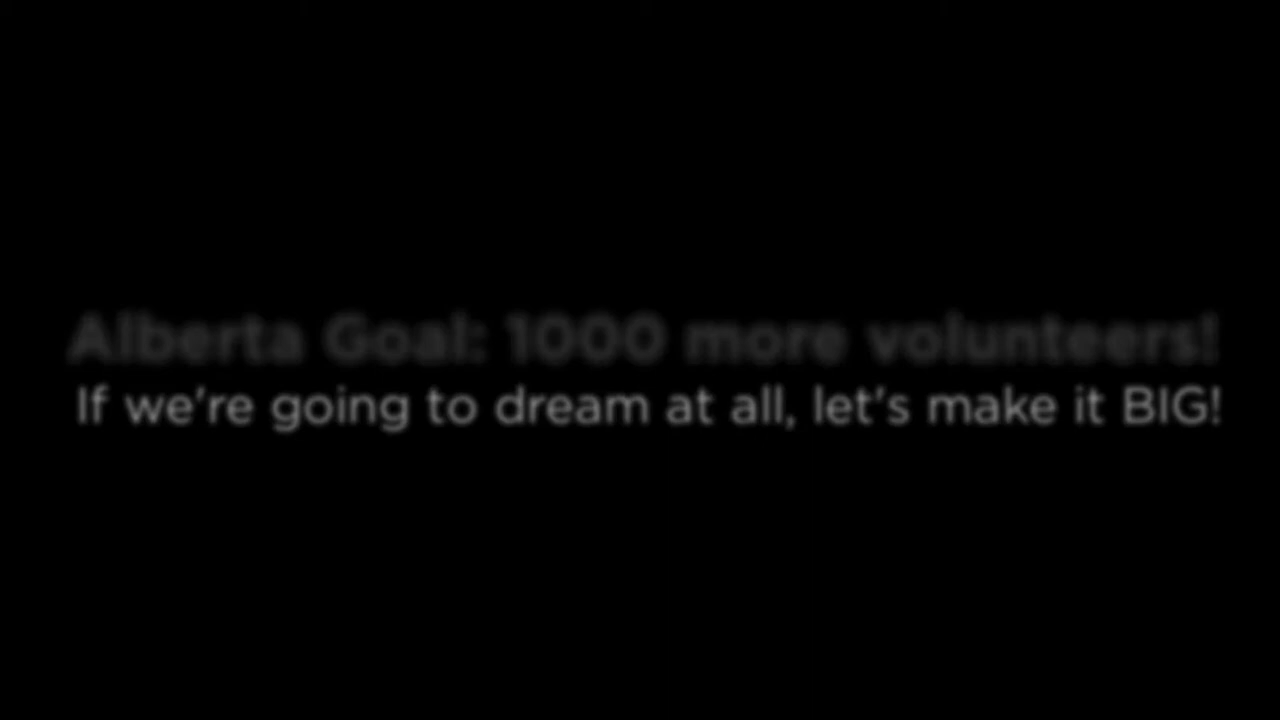 Alberta Goal: 1000 more volunteers!
If we're going to dream at all, let's make it BIG!